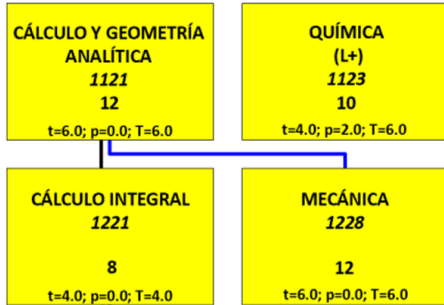 CÁLCULO Y GEOMETRÍA
ANALÍTICA
1121
12
t=6.0; p=0.0; T=6.0
QUÍMICA
(L+)
1123
10
t=4.0; p=2.0; T=6.0
CÁLCULO INTEGRAL
1221
8
t=4.0; p=0.0; T=4.0
MECÁNICA
1228
12
t=6.0; p=0.0; T=6.0